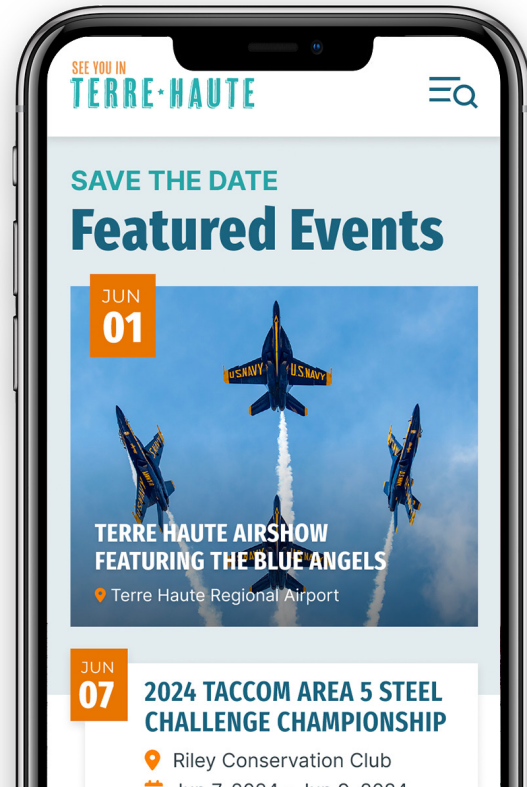 SEE YOU IN
TERRE★HAUTE
SAVE THE DATE
Featured Events
JUN
01
U.S.NAVY U.S.NAVY
TERRE HAUTE AIRSHOW
FEATURING THE BLUE ANGELS
Terre Haute Regional Airport
JUN
07
2024 TACCOM AREA 5 STEEL
CHALLENGE CHAMPIONSHIP
Riley Conservation Club